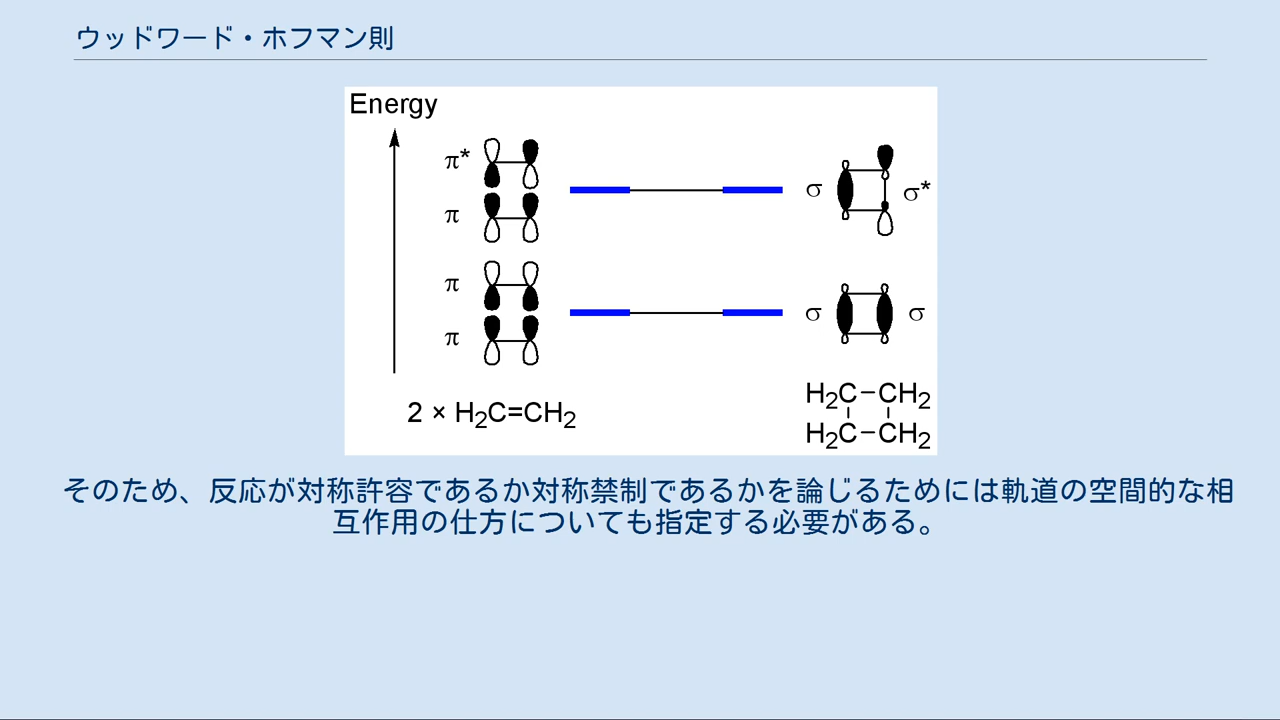 ウッドワード・ホフマン則
Energy
π*
π
σ
σ*
π
π
σ
σ
2 × H₂C=CH₂
H₂C–CH₂
H₂C–CH₂
そのため、反応が対称許容であるか対称禁制であるかを論じるためには軌道の空間的な相
互作用の仕方についても指定する必要がある。